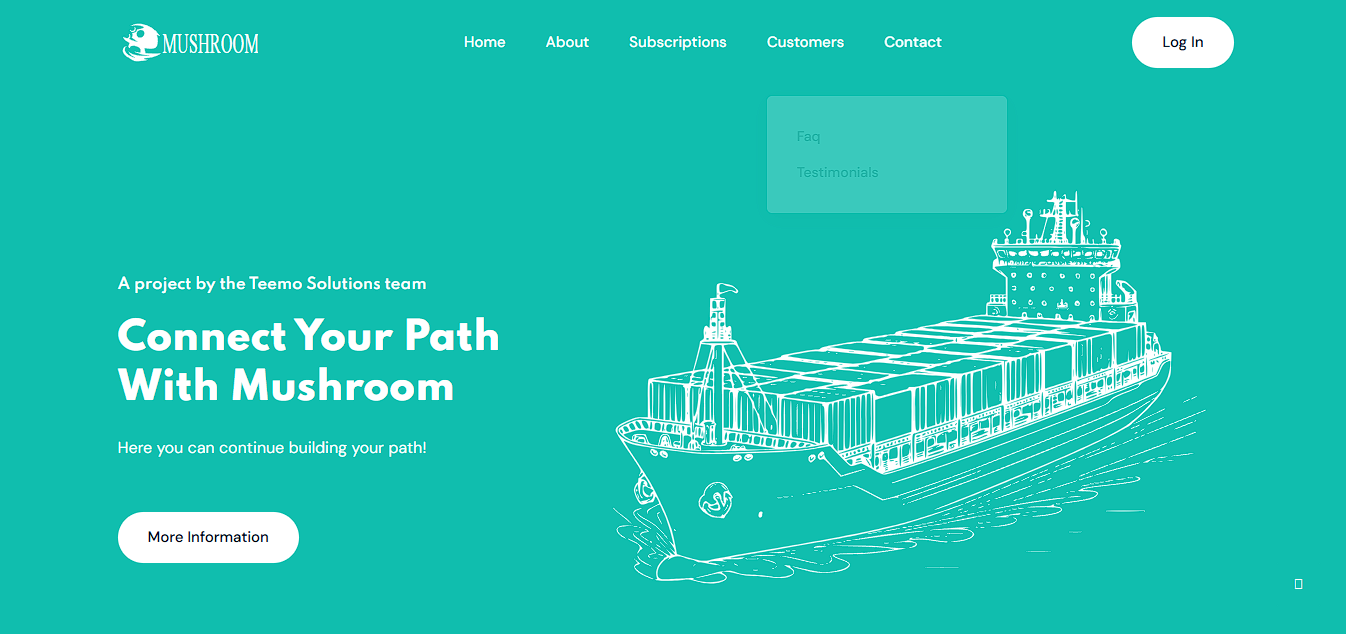 MUSHROOM
Home
About
Subscriptions
Customers
Contact
Log In
Faq
Testimonials
A project by the Teemo Solutions team
Connect Your Path
With Mushroom
Here you can continue building your path!
More Information